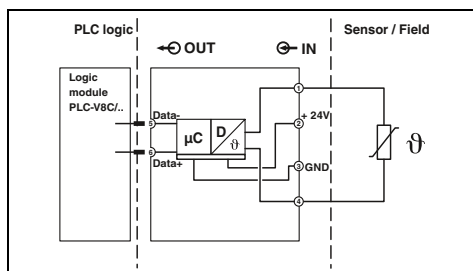 PLC logic
OUT
IN
Sensor / Field
Logic
module
PLC-V8C/..
1
Data-
5
µC
D
ϑ
+ 24V
2
ϑ
6
Data+
3
GND
4